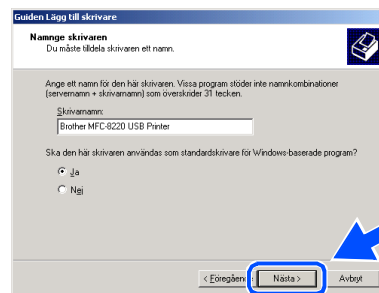 Guiden Lägg till skrivare
Namnge skrivaren
Du måste tilldela skrivaren ett namn.
Ange ett namn för den här skrivaren. Vissa program stöder inte namnkombinationer
(servernamn + skrivarnamn) som överskrider 31 tecken.
Skrivarnamn:
Brother MFC-8220 USB Printer
Ska den här skrivaren användas som standardskrivare för Windows-baserade program?
Ja
Nej
< Föregåen
Nästa >
Avbryt